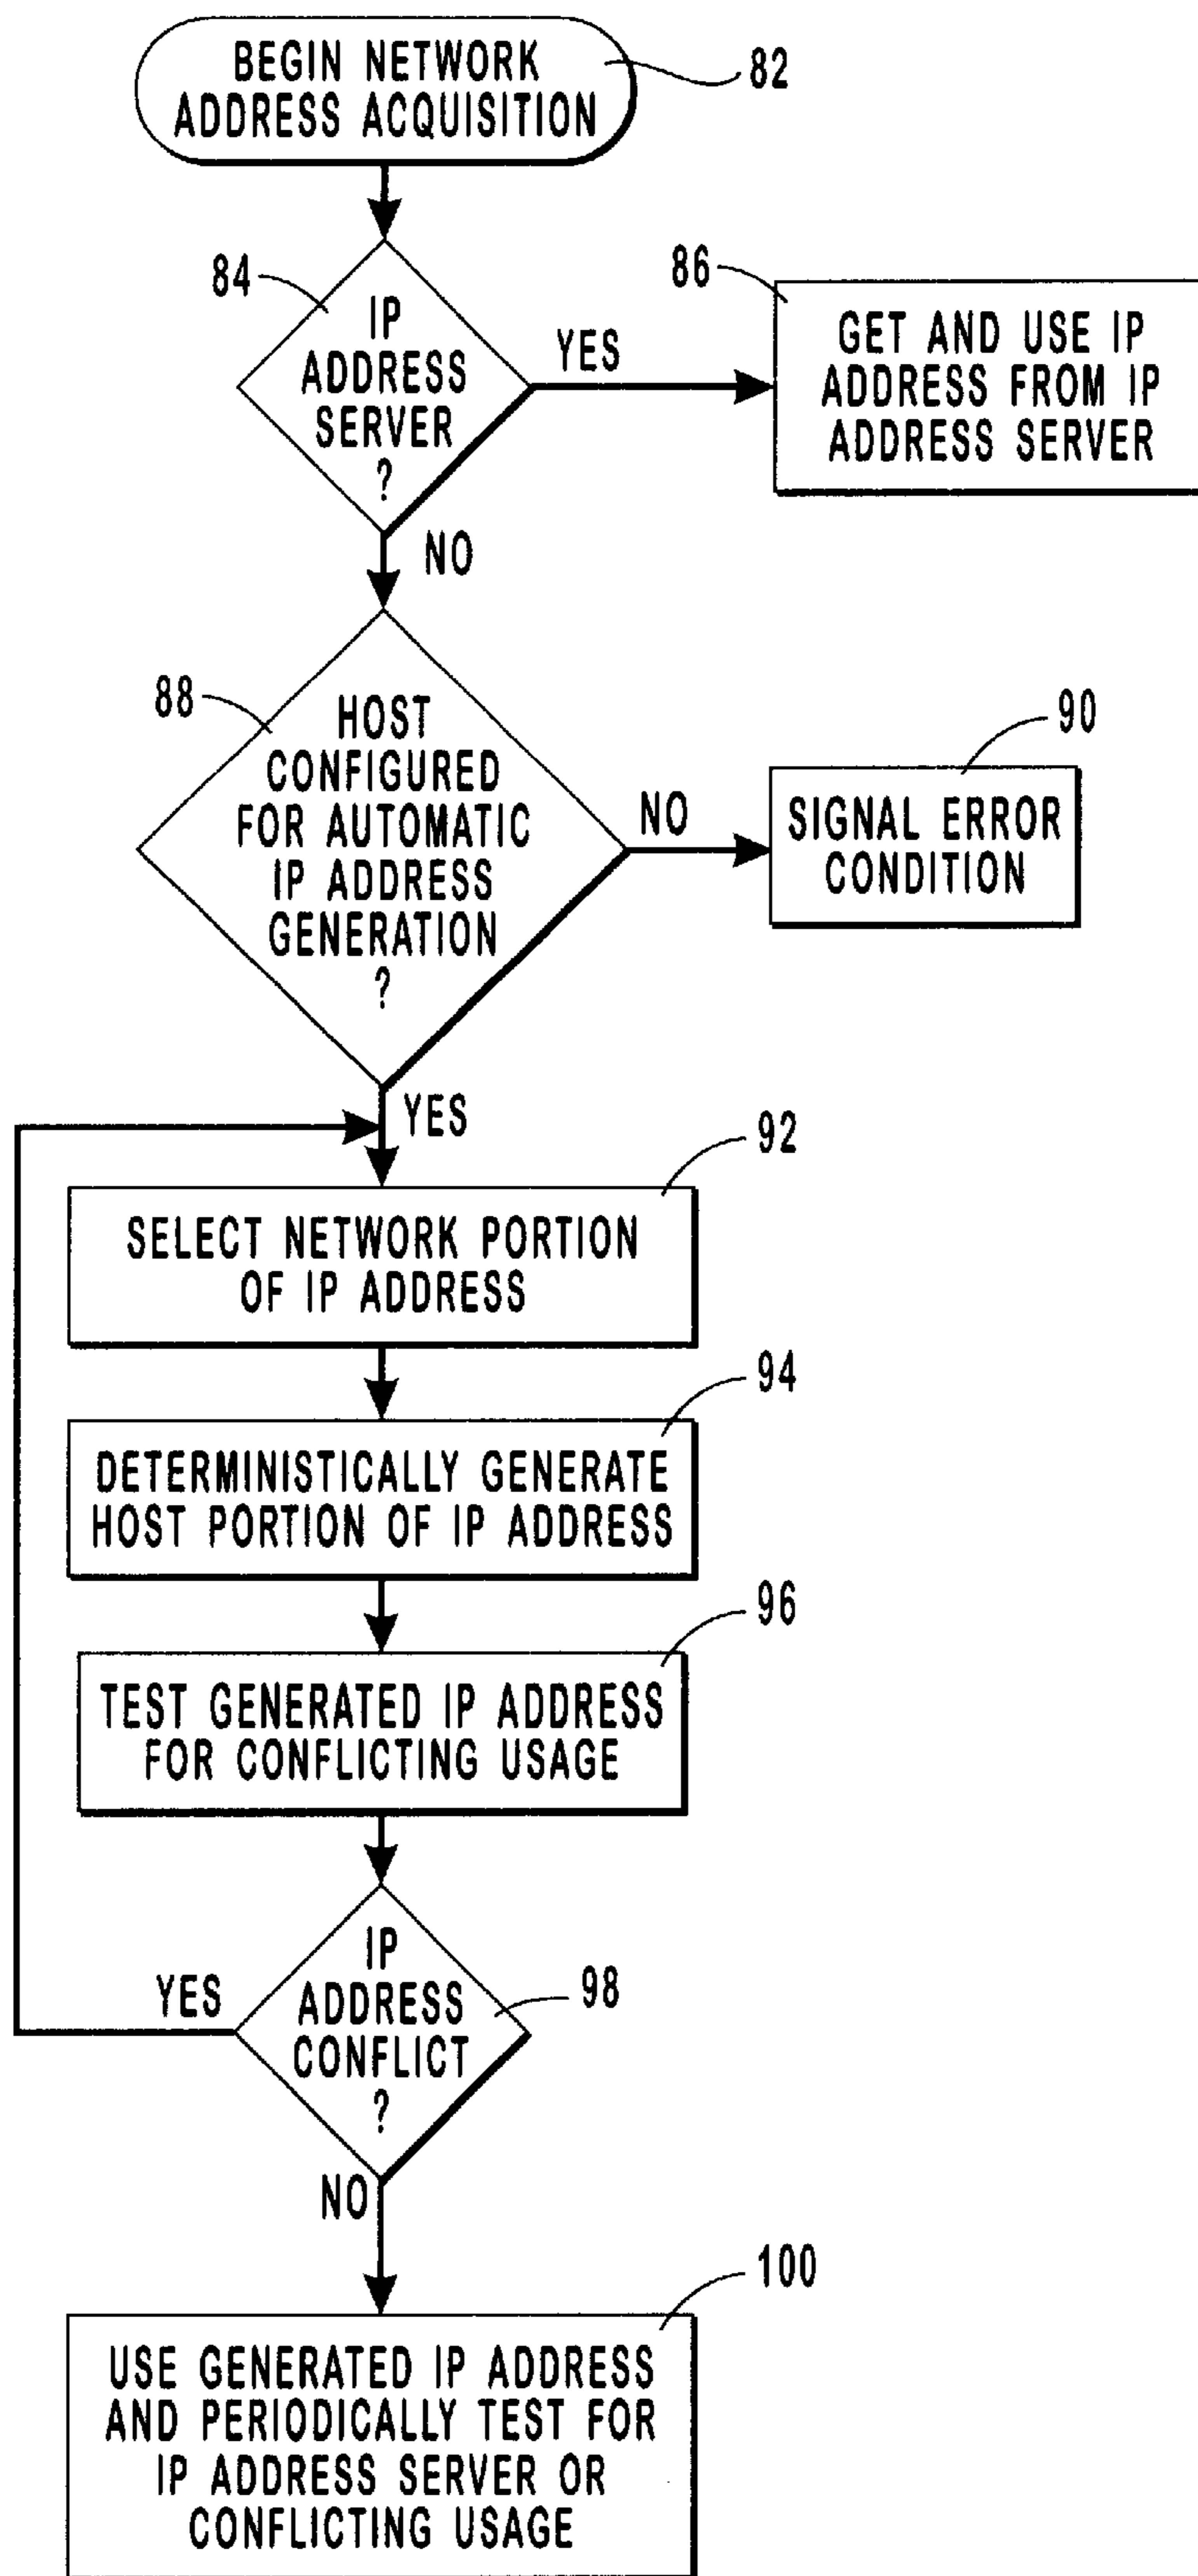 BEGIN NETWORK
ADDRESS ACQUISITION
82
84
IP
ADDRESS
SERVER
?
YES
86
GET AND USE IP
ADDRESS FROM IP
ADDRESS SERVER
NO
88
HOST
CONFIGURED
FOR AUTOMATIC
IP ADDRESS
GENERATION
?
NO
90
SIGNAL ERROR
CONDITION
YES
92
SELECT NETWORK PORTION
OF IP ADDRESS
94
DETERMINISTICALLY GENERATE
HOST PORTION OF IP ADDRESS
96
TEST GENERATED IP ADDRESS
FOR CONFLICTING USAGE
IP
ADDRESS
CONFLICT
?
YES
98
NO
100
USE GENERATED IP ADDRESS
AND PERIODICALLY TEST FOR
IP ADDRESS SERVER OR
CONFLICTING USAGE